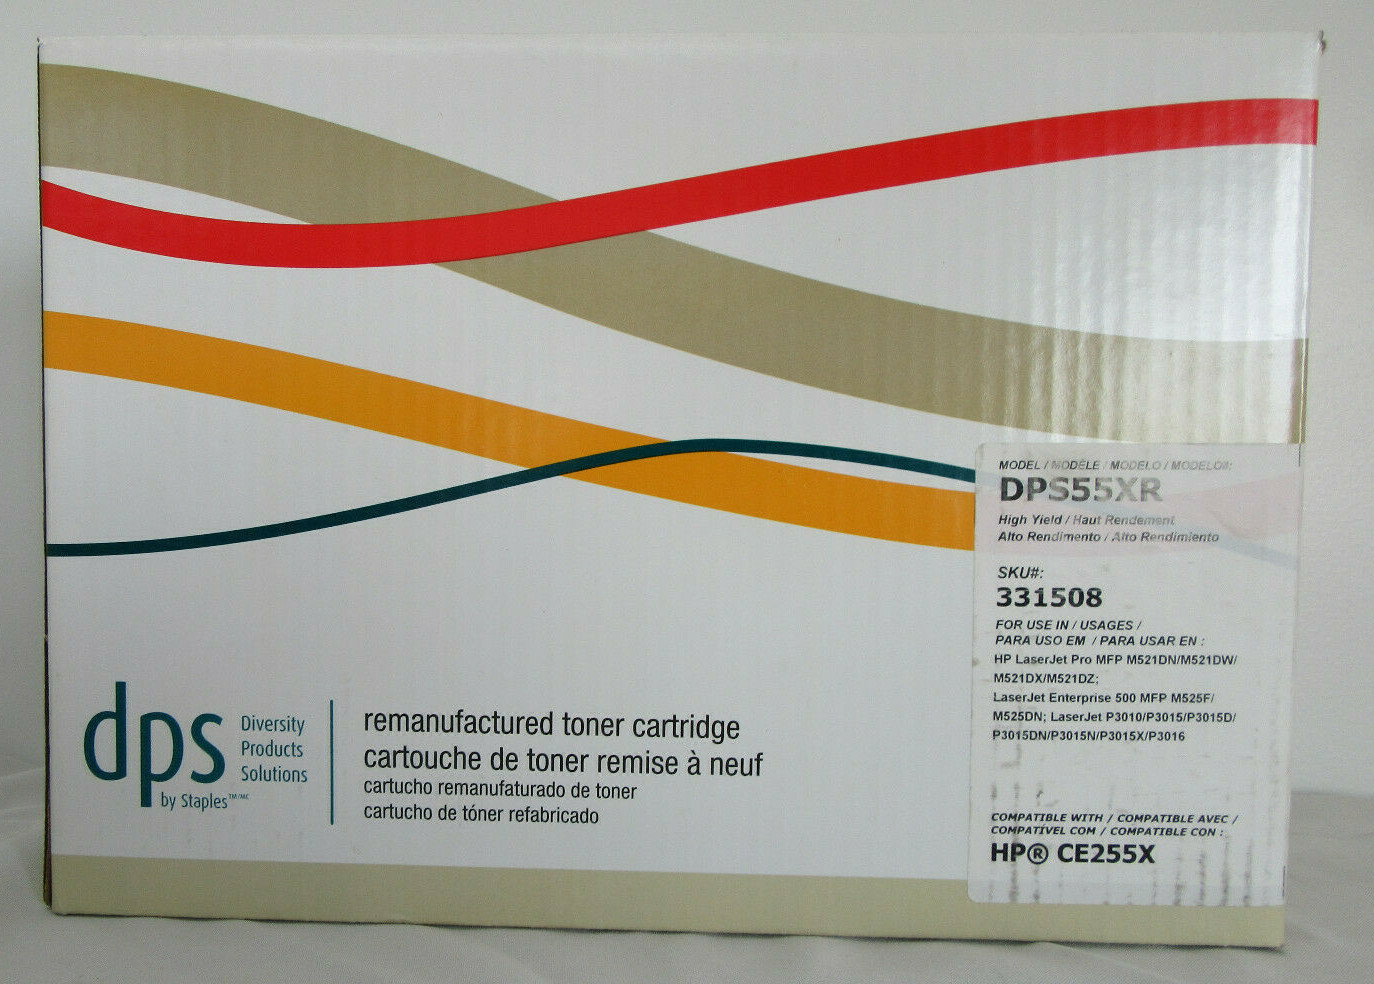 MODEL / MODÈLE / MODELO / MODELO#:
DPS55XR
High Yield / Haut Rendement
Alto Rendimento / Alto Rendimiento
SKU#:
331508
FOR USE IN / USAGES /
PARA USO EM / PARA USAR EN :
HP LaserJet Pro MFP M521DN/M521DW/
M521DX/M521DZ;
LaserJet Enterprise 500 MFP M525F/
M525DN; LaserJet P3010/P3015/P3015D/
P3015DN/P3015N/P3015X/P3016
COMPATIBLE WITH / COMPATIBLE AVEC /
COMPATÍVEL COM / COMPATIBLE CON :
HP® CE255X
dps
Diversity
Products
Solutions
by Staples™/MC
remanufactured toner cartridge
cartouche de toner remise à neuf
cartucho remanufaturado de toner
cartucho de tóner refabricado